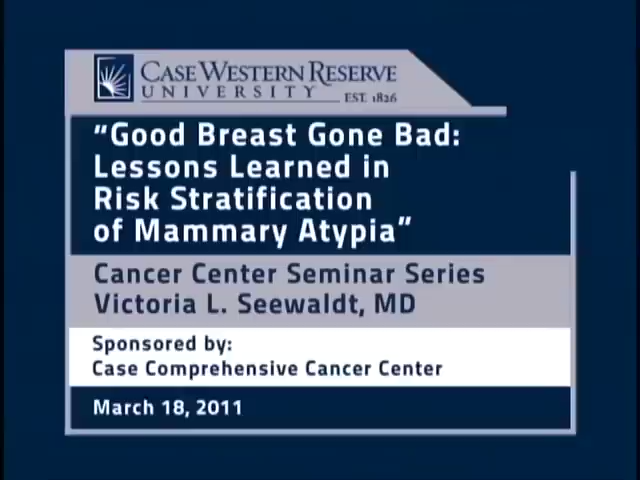 CASE WESTERN RESERVE
UNIVERSITY EST. 1826
"Good Breast Gone Bad:
Lessons Learned in
Risk Stratification
of Mammary Atypia"
Cancer Center Seminar Series
Victoria L. Seewaldt, MD
Sponsored by:
Case Comprehensive Cancer Center
March 18, 2011